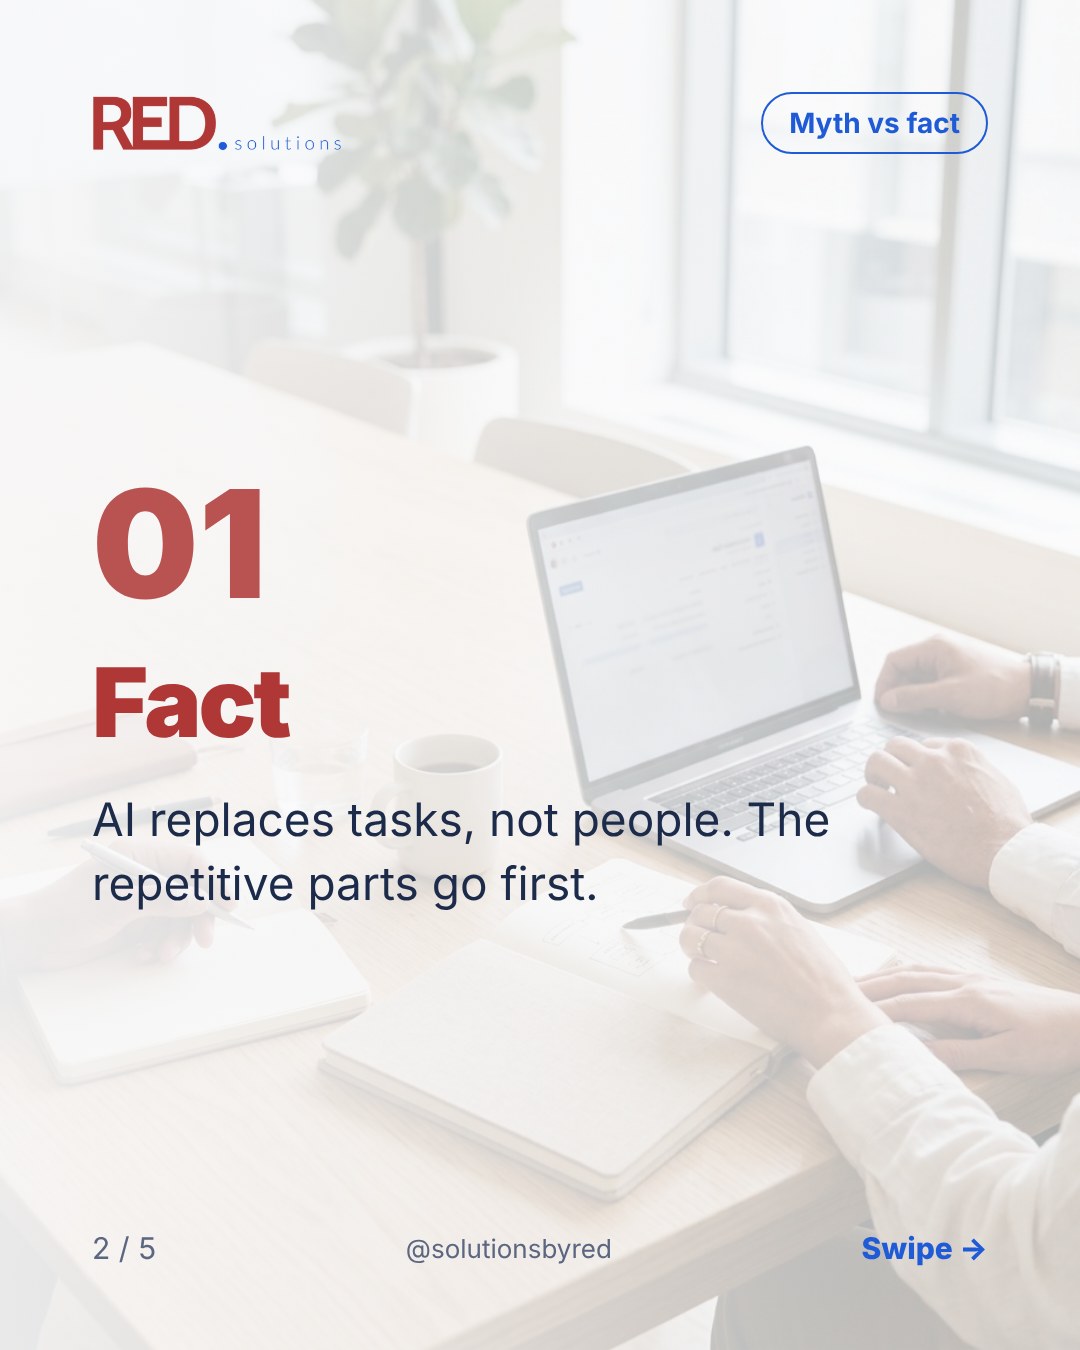 RED.solutions
Myth vs fact
01
Fact
AI replaces tasks, not people. The
repetitive parts go first.
2 / 5
@solutionsbyred
Swipe →